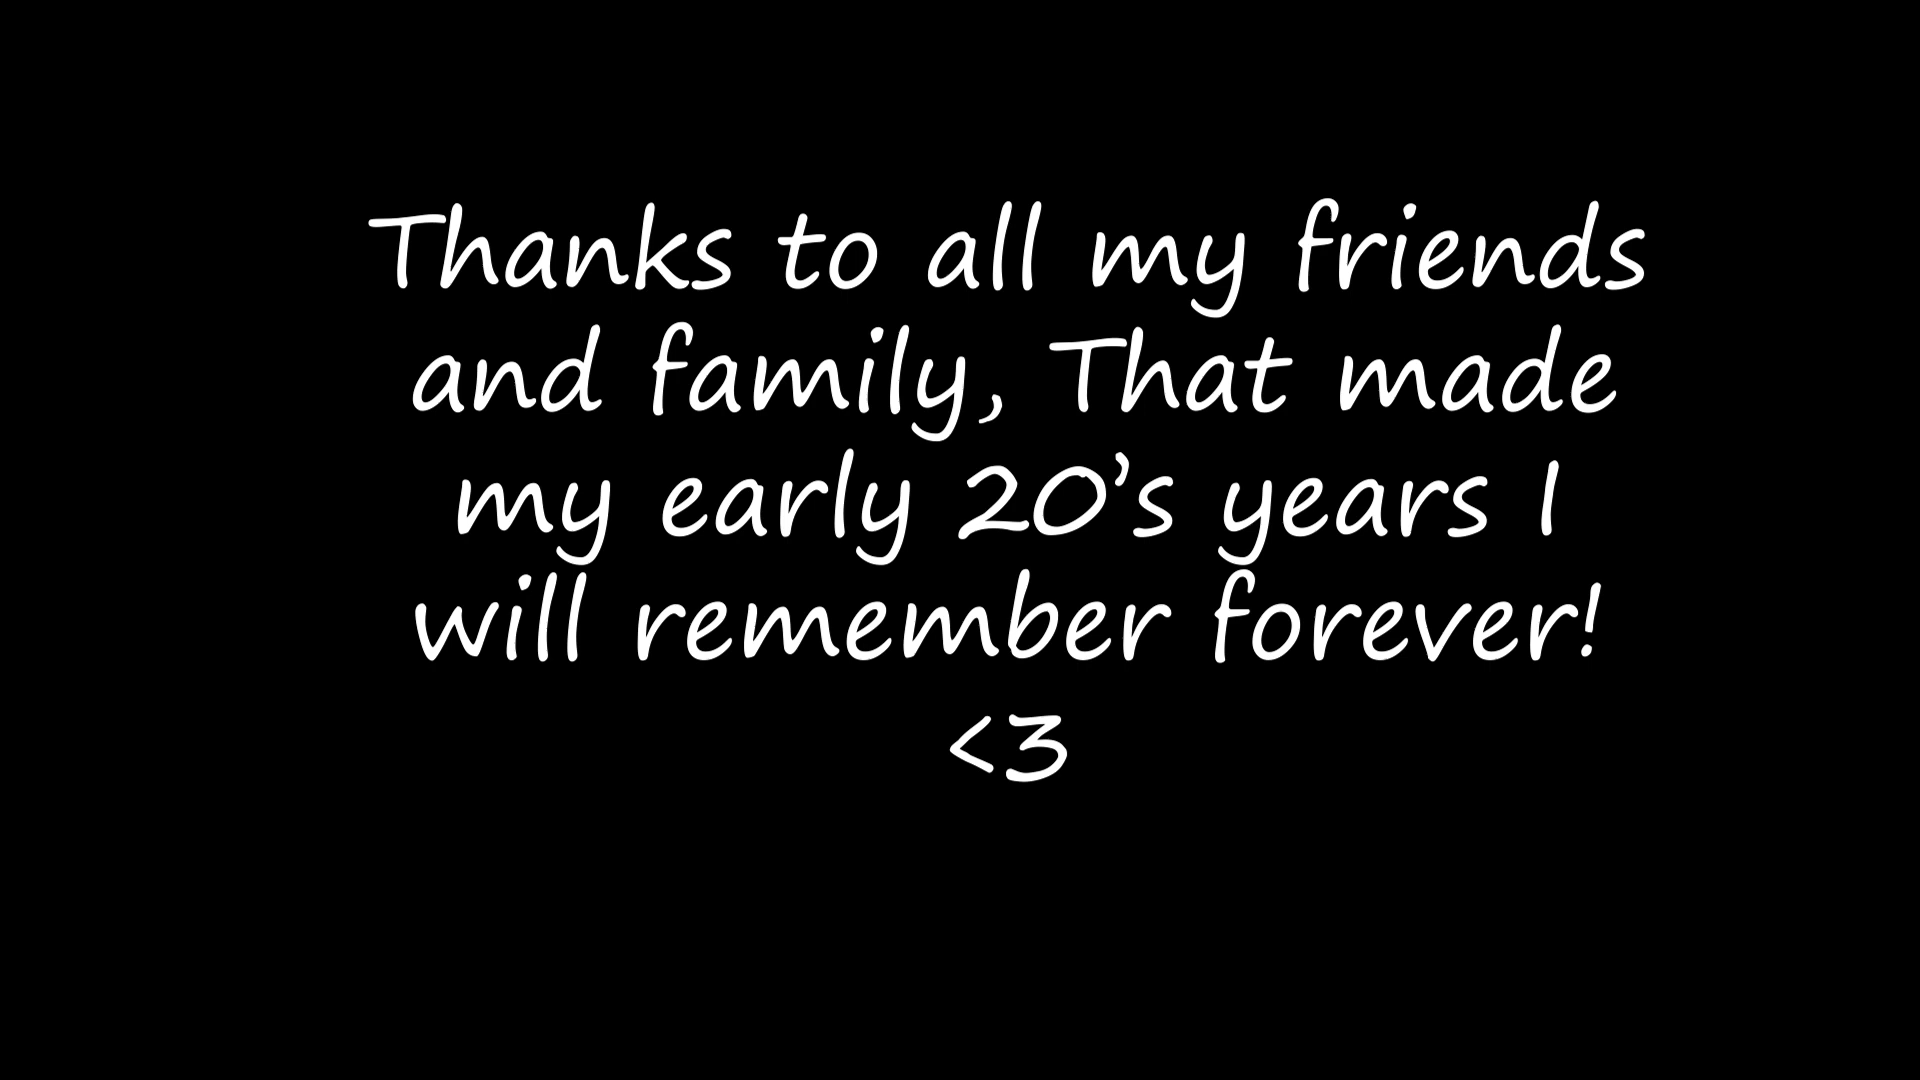 Thanks to all my friends
and family, That made
my early 20’s years I
will remember forever!
<3